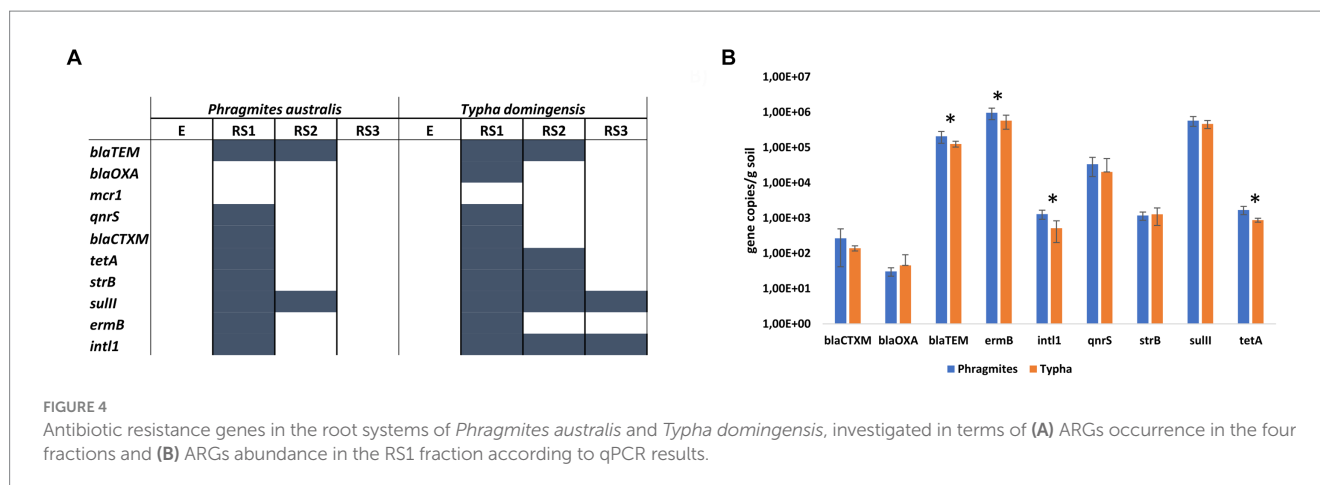 A
Phragmites australis Typha domingensis
E RS1 RS2 RS3 E RS1 RS2 RS3
blaTEM
blaOXA
mcr1
qnrS
blaCTXM
tetA
strB
sulII
ermB
intl1
B
gene copies/g soil
1,00E+07
1,00E+06
1,00E+05
1,00E+04
1,00E+03
1,00E+02
1,00E+01
1,00E+00
* * * *
blaCTXM blaOXA blaTEM ermB intl1 qnrS strB sulII tetA
Phragmites Typha
FIGURE 4
Antibiotic resistance genes in the root systems of Phragmites australis and Typha domingensis, investigated in terms of (A) ARGs occurrence in the four
fractions and (B) ARGs abundance in the RS1 fraction according to qPCR results.